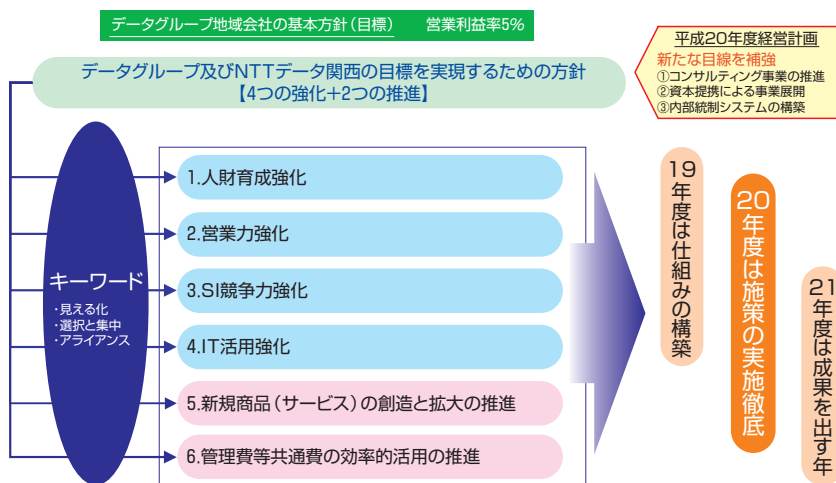 データグループ地域会社の基本方針(目標) 営業利益率5%
データグループ及びNTTデータ関西の目標を実現するための方針
【4つの強化+2つの推進】
平成20年度経営計画
新たな目線を補強
①コンサルティング事業の推進
②資本提携による事業展開
③内部統制システムの構築
キーワード
・見える化
・選択と集中
・アライアンス
1.人財育成強化
2.営業力強化
3.SI競争力強化
4.IT活用強化
5.新規商品(サービス)の創造と拡大の推進
6.管理費等共通費の効率的活用の推進
19年度は仕組みの構築
20年度は施策の実施徹底
21年度は成果を出す年